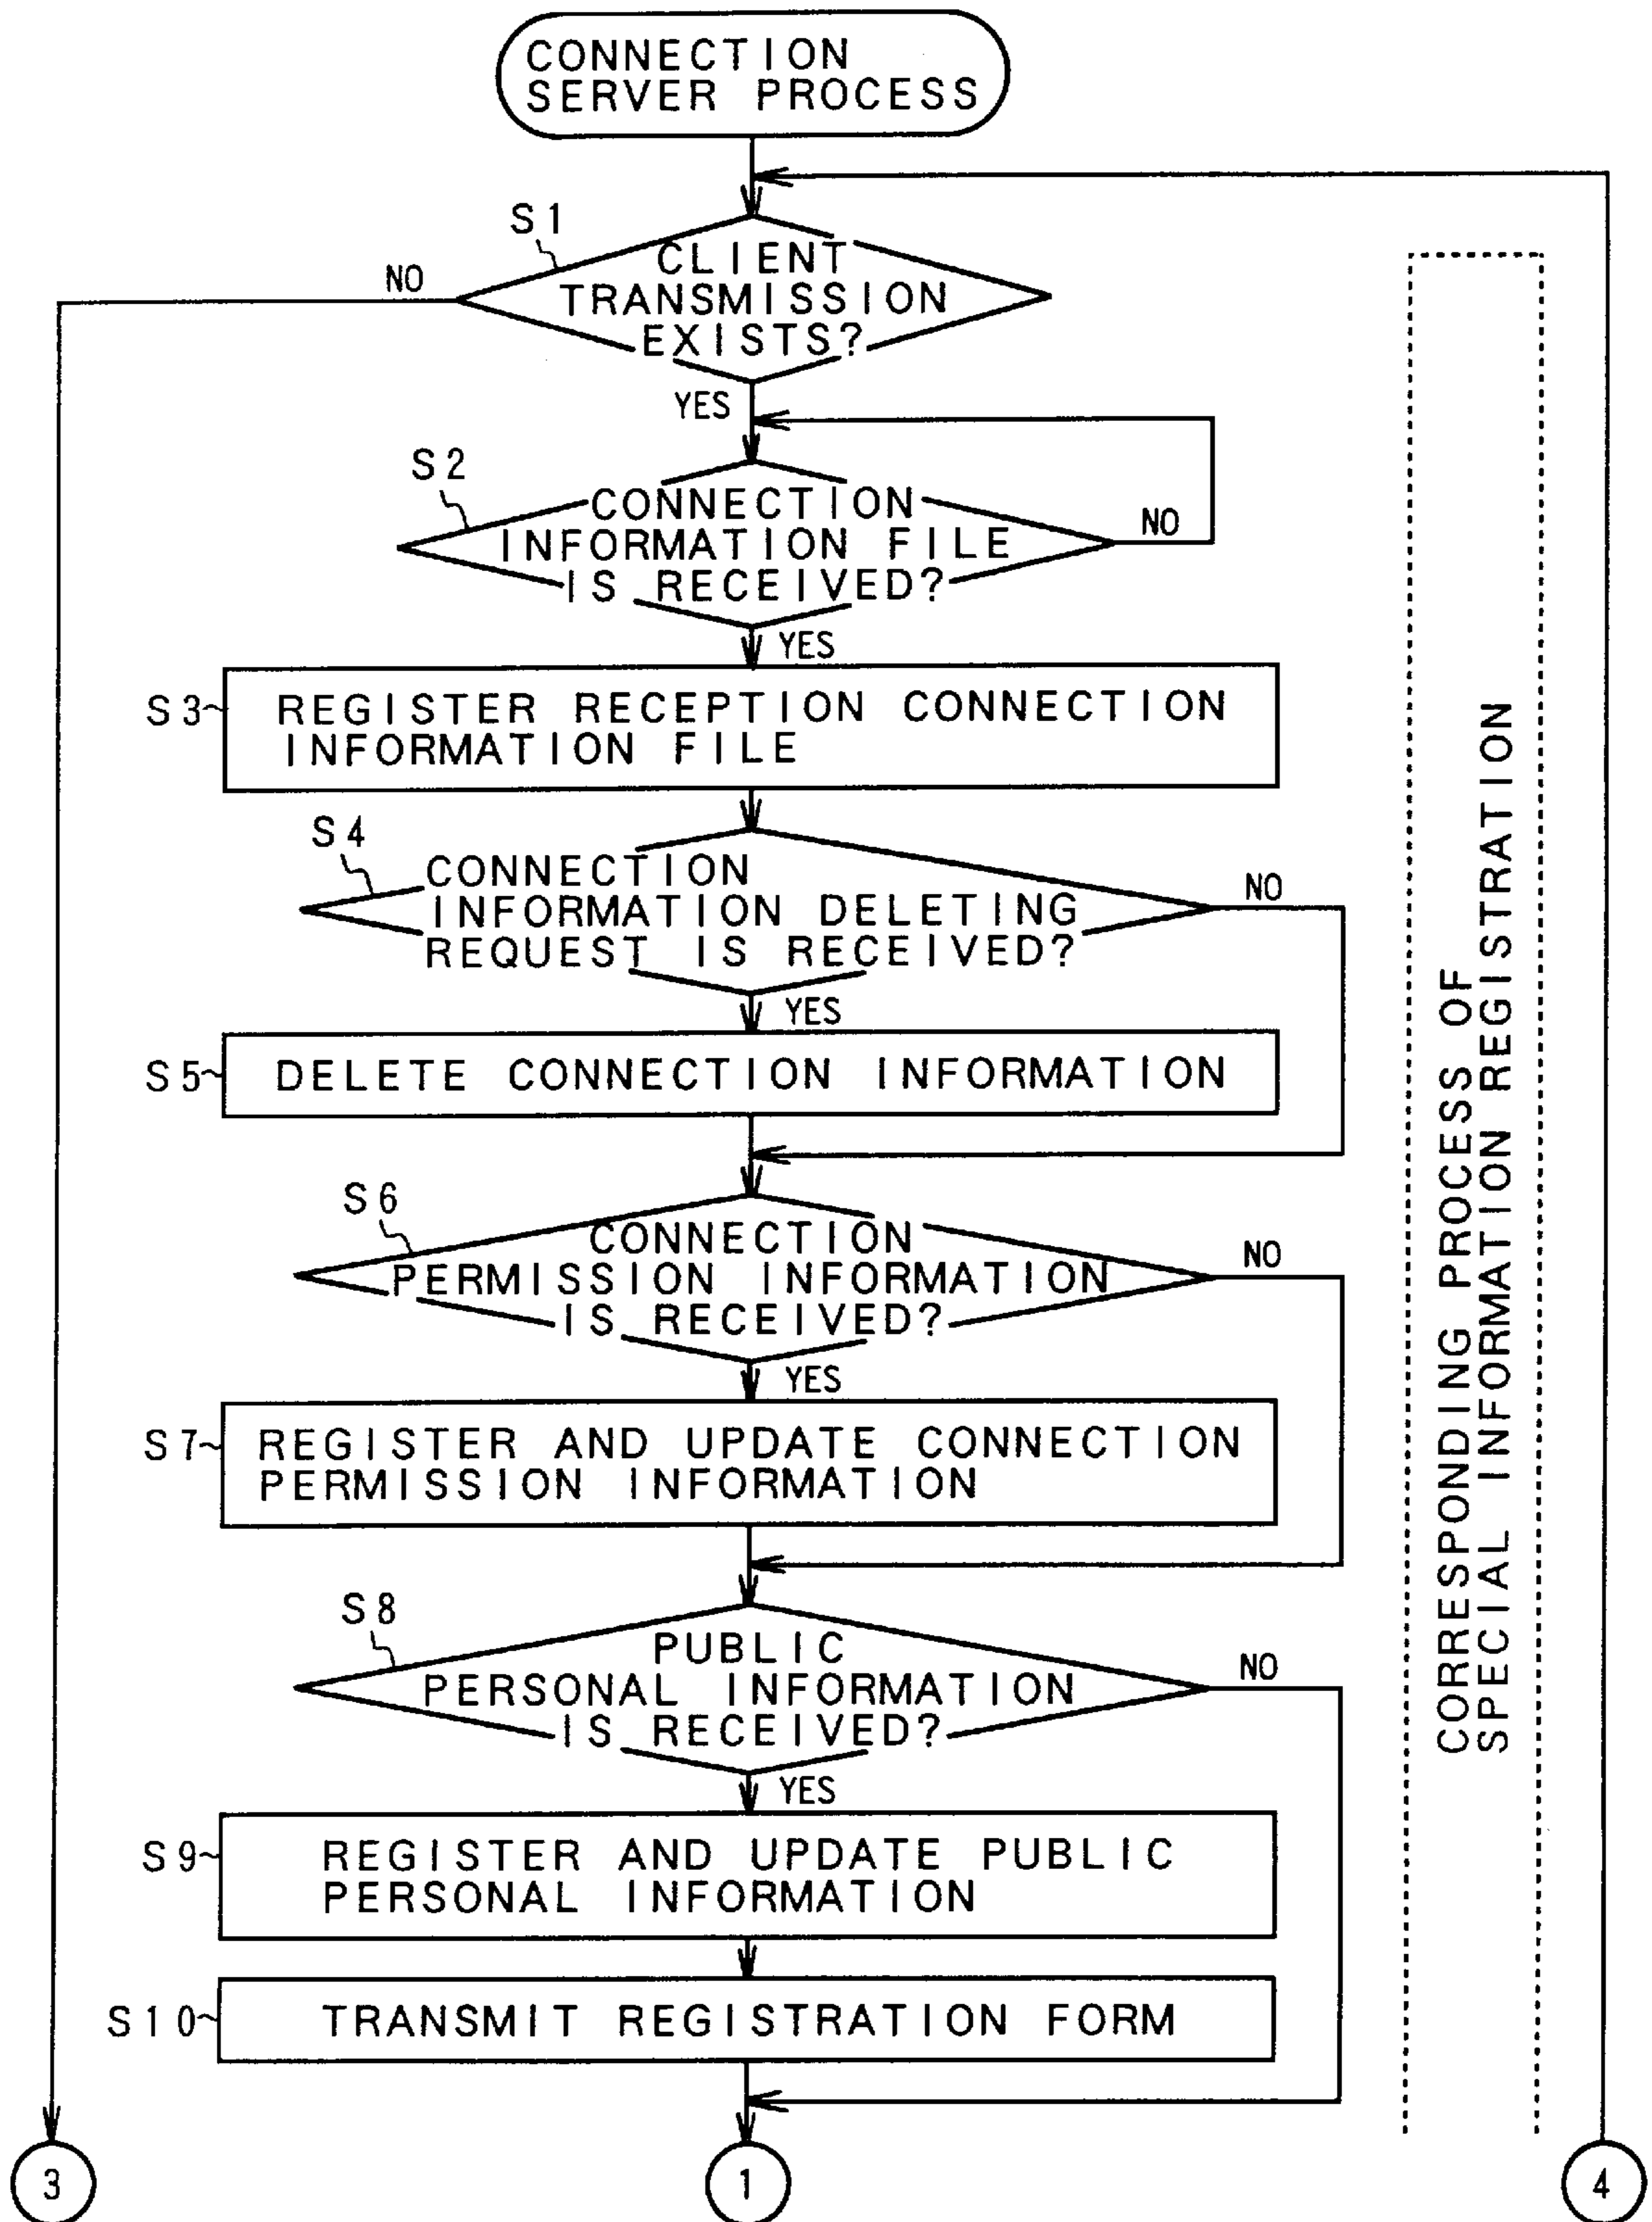 CONNECTION
SERVER PROCESS
S1
CLIENT
TRANSMISSION
EXISTS?
NO
YES
S2
CONNECTION
INFORMATION FILE
IS RECEIVED?
NO
YES
S3
REGISTER RECEPTION CONNECTION
INFORMATION FILE
S4
CONNECTION
INFORMATION DELETING
REQUEST IS RECEIVED?
NO
YES
S5
DELETE CONNECTION INFORMATION
S6
CONNECTION
PERMISSION INFORMATION
IS RECEIVED?
NO
YES
S7
REGISTER AND UPDATE CONNECTION
PERMISSION INFORMATION
S8
PUBLIC
PERSONAL INFORMATION
IS RECEIVED?
NO
YES
S9
REGISTER AND UPDATE PUBLIC
PERSONAL INFORMATION
S10
TRANSMIT REGISTRATION FORM
CORRESPONDING PROCESS OF
SPECIAL INFORMATION REGISTRATION
3
1
4